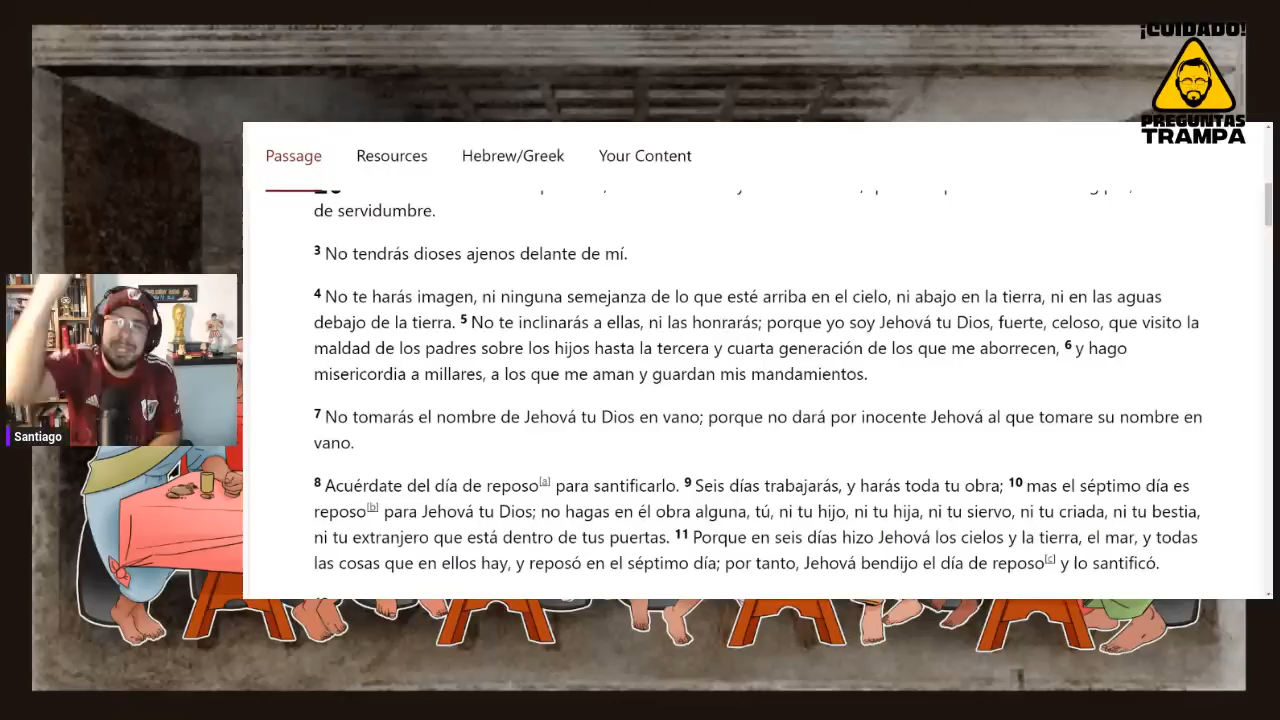 ¡CUIDADO!
PREGUNTAS
TRAMPA
Passage Resources Hebrew/Greek Your Content
de servidumbre.
3 No tendrás dioses ajenos delante de mí.
4 No te harás imagen, ni ninguna semejanza de lo que esté arriba en el cielo, ni abajo en la tierra, ni en las aguas
debajo de la tierra. 5 No te inclinarás a ellas, ni las honrarás; porque yo soy Jehová tu Dios, fuerte, celoso, que visito la
maldad de los padres sobre los hijos hasta la tercera y cuarta generación de los que me aborrecen, 6 y hago
misericordia a millares, a los que me aman y guardan mis mandamientos.
7 No tomarás el nombre de Jehová tu Dios en vano; porque no dará por inocente Jehová al que tomare su nombre en
vano.
8 Acuérdate del día de reposo[a] para santificarlo. 9 Seis días trabajarás, y harás toda tu obra; 10 mas el séptimo día es
reposo[b] para Jehová tu Dios; no hagas en él obra alguna, tú, ni tu hijo, ni tu hija, ni tu siervo, ni tu criada, ni tu bestia,
ni tu extranjero que está dentro de tus puertas. 11 Porque en seis días hizo Jehová los cielos y la tierra, el mar, y todas
las cosas que en ellos hay, y reposó en el séptimo día; por tanto, Jehová bendijo el día de reposo[c] y lo santificó.
Santiago